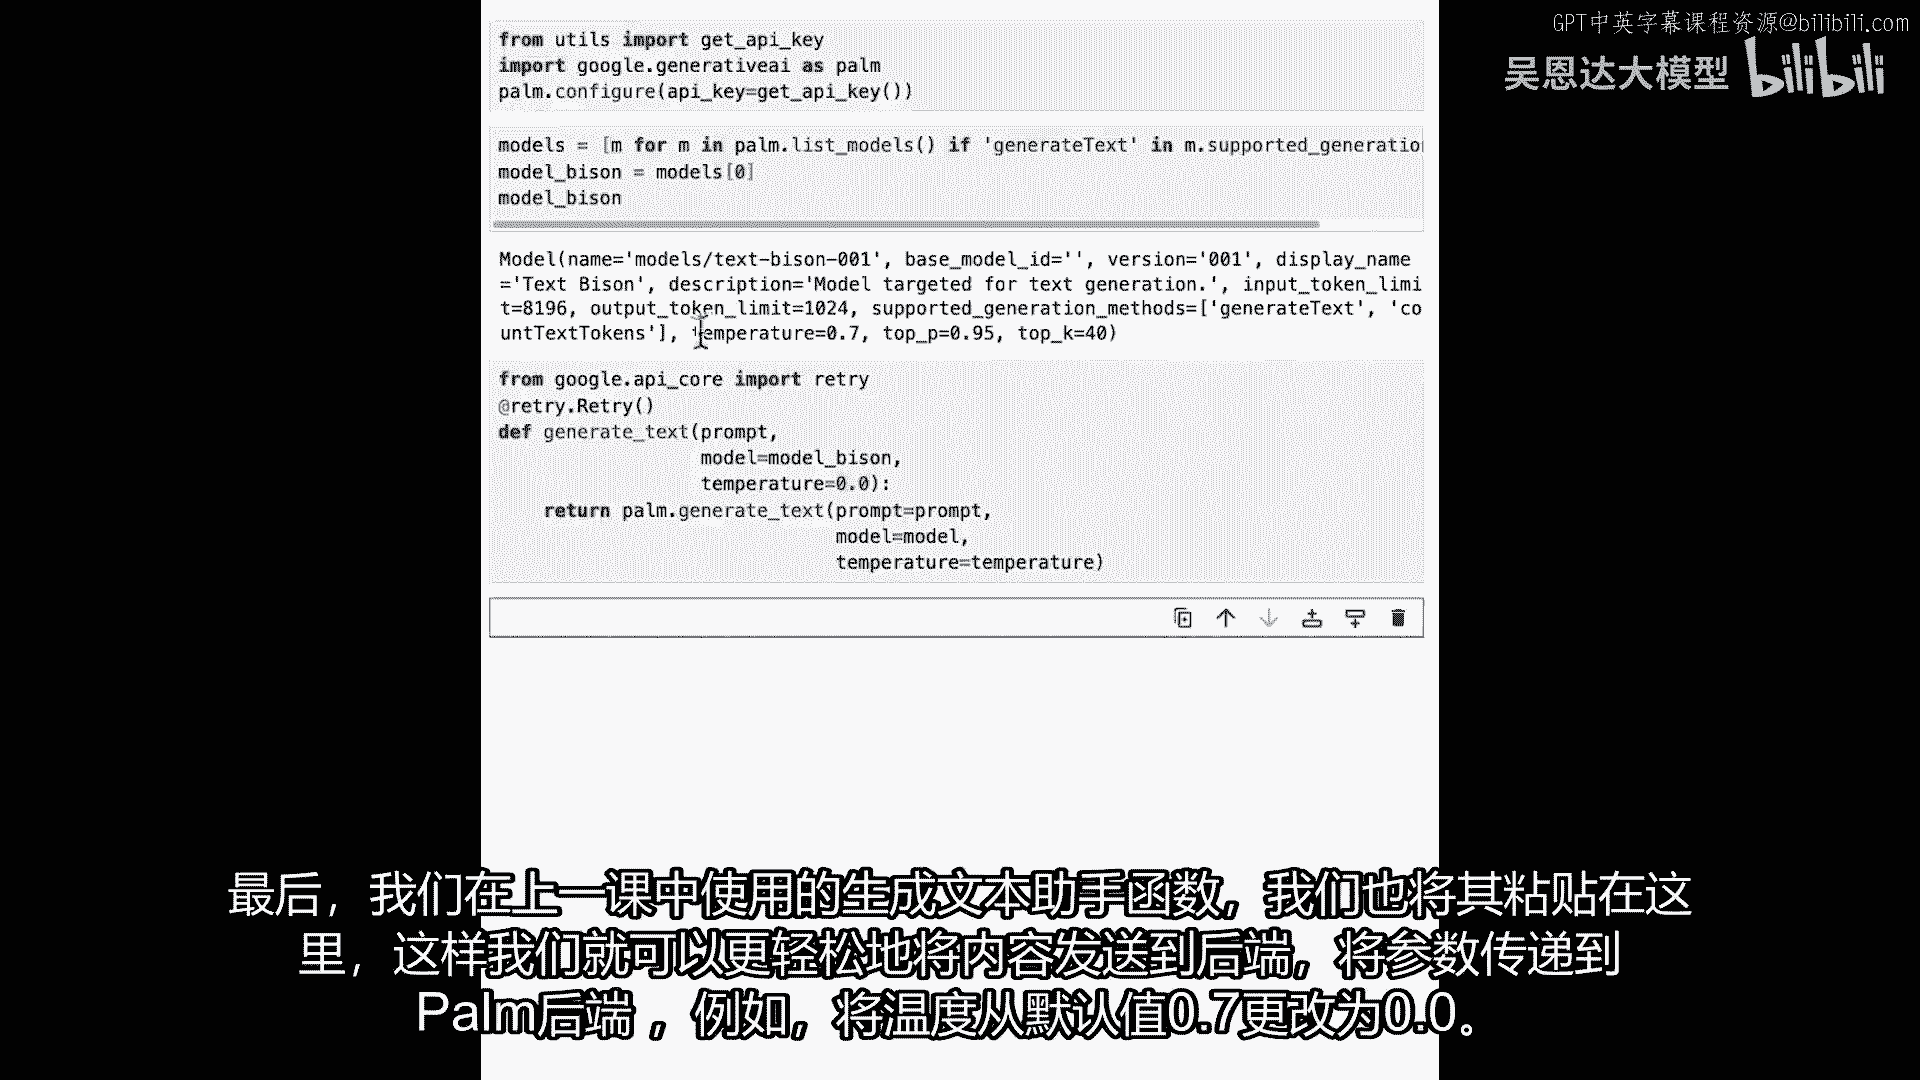 GPT中英字幕课程资源@bilibili.com
吴恩达大模型 bilibili
from utils import get_api_key
import google.generativeai as palm
palm.configure(api_key=get_api_key())
models = [m for m in palm.list_models() if 'generateText' in m.supported_generation
model_bison = models[0]
model_bison
Model(name='models/text-bison-001', base_model_id='', version='001', display_name
='Text Bison', description='Model targeted for text generation.', input_token_limi
t=8196, output_token_limit=1024, supported_generation_methods=['generateText', 'co
untTextTokens'], temperature=0.7, top_p=0.95, top_k=40)
from google.api_core import retry
@retry.Retry()
def generate_text(prompt,
model=model_bison,
temperature=0.0):
return palm.generate_text(prompt=prompt,
model=model,
temperature=temperature)
最后，我们在上一课中使用的生成文本助手函数，我们也将其粘贴在这
里，这样我们就可以更轻松地将内容发送到后端，将参数传递到
Palm后端 ，例如，将温度从默认值0.7更改为0.0。